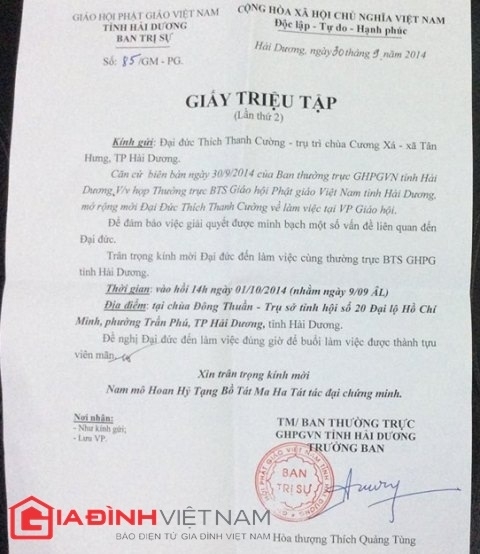 GIÁO HỘI PHẬT GIÁO VIỆT NAM
TỈNH HẢI DƯƠNG
BAN TRỊ SỰ
Số: 85/GM - PG.
CỘNG HÒA XÃ HỘI CHỦ NGHĨA VIỆT NAM
Độc lập - Tự do - Hạnh phúc
Hải Dương, ngày 30 tháng 9 năm 2014
GIẤY TRIỆU TẬP
(Lần thứ 2)
Kính gửi: Đại đức Thích Thanh Cường - trụ trì chùa Cương Xá - xã Tân
Hưng, TP Hải Dương.
Căn cứ biên bản ngày 30/9/2014 của Ban thường trực GHPGVN tỉnh Hải
Dương, V/v họp Thường trực BTS Giáo hội Phật giáo Việt Nam tỉnh Hải Dương,
mở rộng mời Đại Đức Thích Thanh Cường về làm việc tại VP Giáo hội.
Để đảm bảo việc giải quyết được minh bạch một số vấn đề liên quan đến
Đại đức.
Trân trọng kính mời Đại đức đến làm việc cùng thường trực BTS GHPG
tỉnh Hải Dương.
Thời gian: vào hồi 14h ngày 01/10/2014 (nhằm ngày 9/09 ÂL)
Địa điểm: tại chùa Đông Thuần - Trụ sở tỉnh hội số 20 Đại lộ Hồ Chí
Minh, phường Trần Phú, TP Hải Dương, tỉnh Hải Dương.
Đề nghị Đại đức đến làm việc đúng giờ để buổi làm việc được thành tựu
viên mãn.
Xin trân trọng kính mời
Nam mô Hoan Hỷ Tạng Bồ Tát Ma Ha Tát tác đại chứng minh.
Nơi nhận:
- Như kính gửi;
- Lưu VP.
TM/ BAN THƯỜNG TRỰC
GHPGVN TỈNH HẢI DƯƠNG
TRƯỞNG BAN
BAN
TRỊ SỰ
Hòa thượng Thích Quảng Tùng
GIAĐÌNHVIỆTNAM
BÁO ĐIỆN TỬ GIA ĐÌNH VIỆT NAM